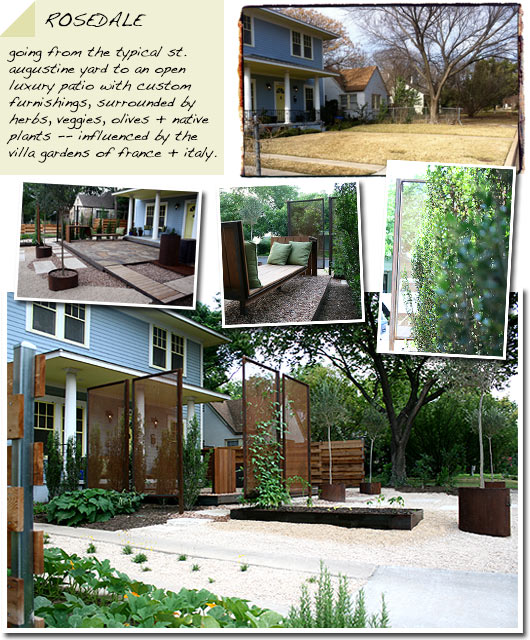 ROSEDALE
going from the typical st.
augustine yard to an open
luxury patio with custom
furnishings, surrounded by
herbs, veggies, olives + native
plants -- influenced by the
villa gardens of france + italy.